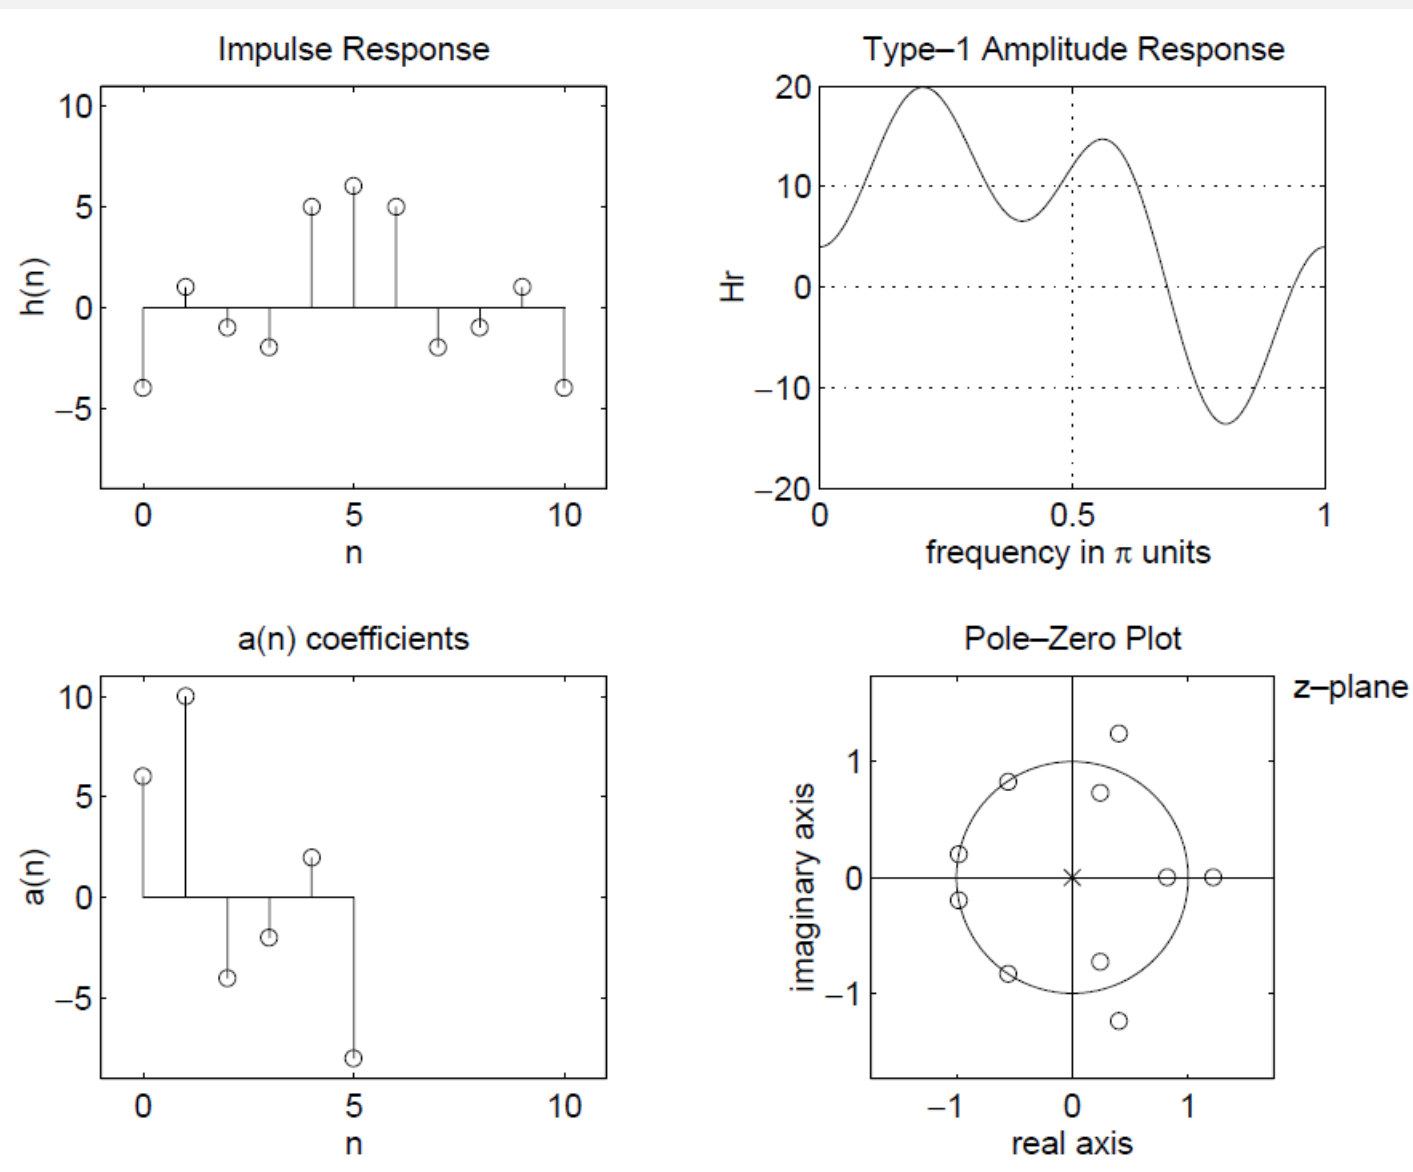 Impulse Response
10
5
0
−5
h(n)
0 5 10
n
Type−1 Amplitude Response
20
10
0
−10
−20
Hr
0 0.5 1
frequency in π units
a(n) coefficients
10
5
0
−5
a(n)
0 5 10
n
Pole−Zero Plot
z−plane
1
0
−1
imaginary axis
−1 0 1
real axis